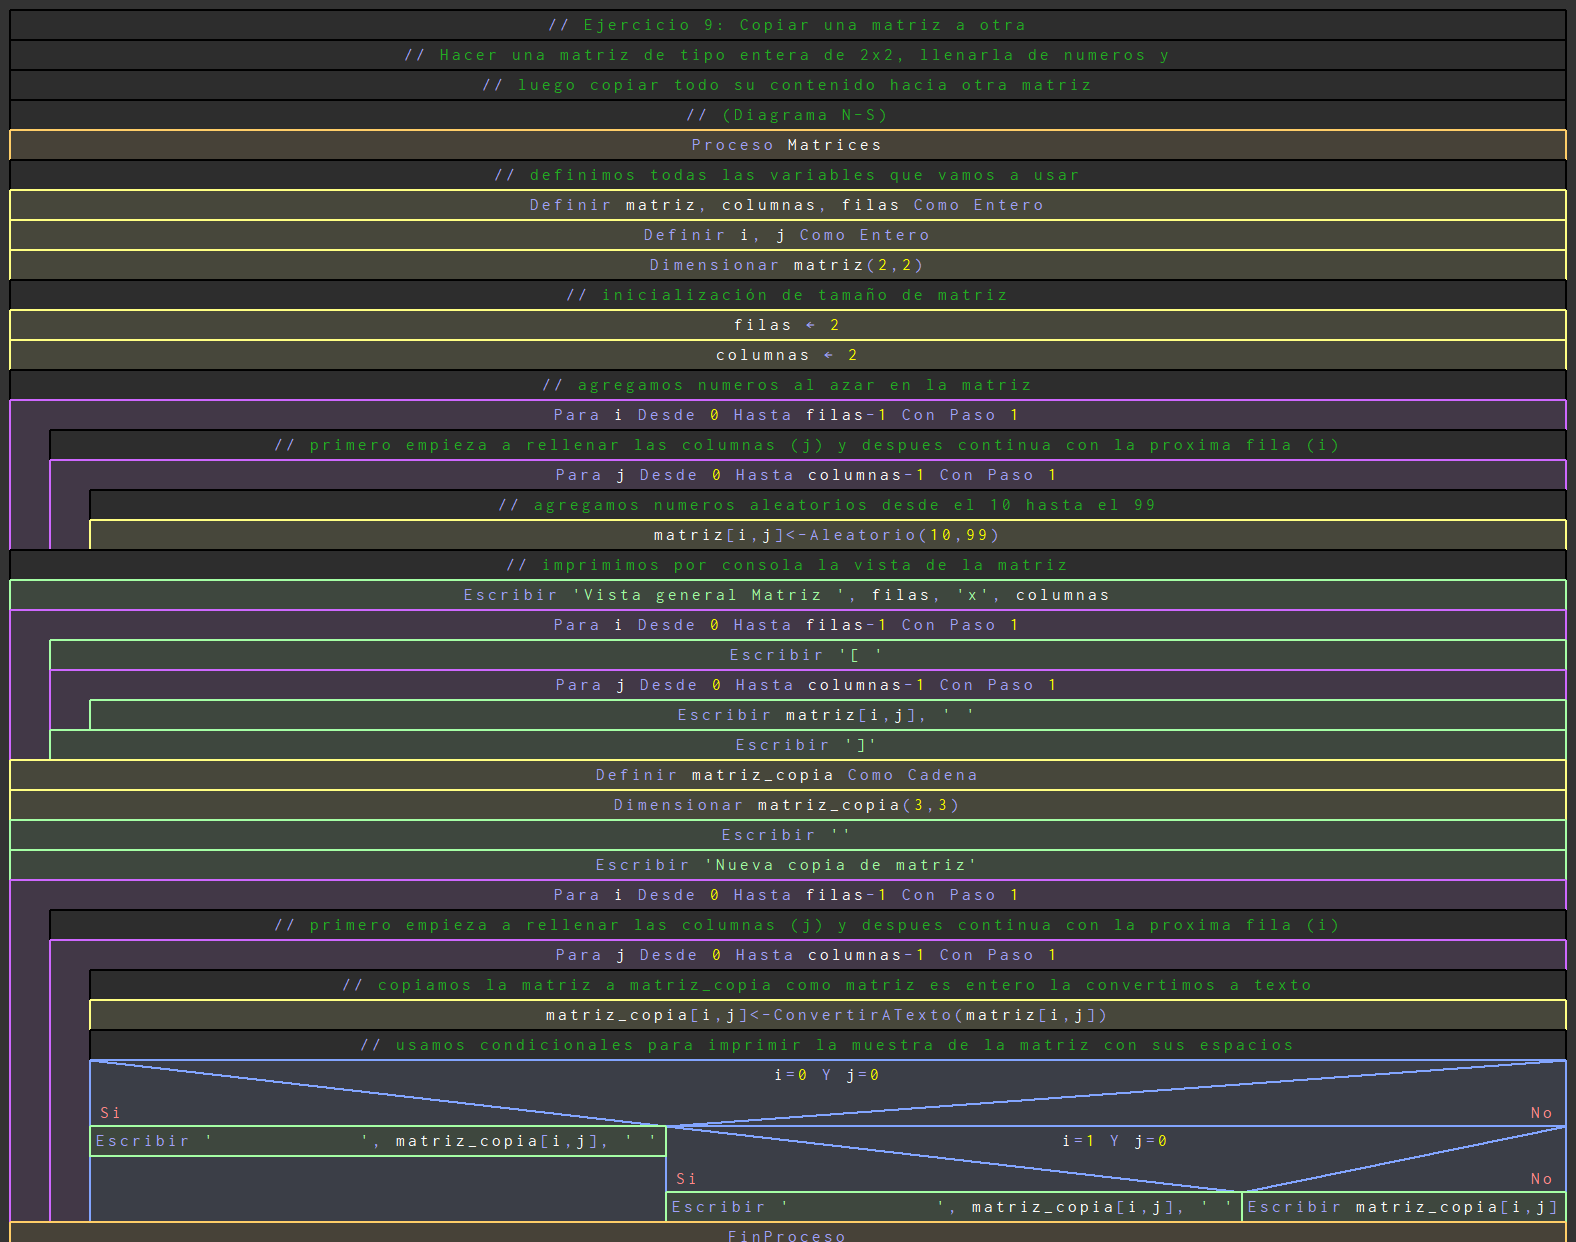 // Ejercicio 9: Copiar una matriz a otra
// Hacer una matriz de tipo entera de 2x2, llenarla de numeros y
// luego copiar todo su contenido hacia otra matriz
// (Diagrama N-S)
Proceso Matrices
// definimos todas las variables que vamos a usar
Definir matriz, columnas, filas Como Entero
Definir i, j Como Entero
Dimensionar matriz(2,2)
// inicialización de tamaño de matriz
filas ← 2
columnas ← 2
// agregamos numeros al azar en la matriz
Para i Desde 0 Hasta filas-1 Con Paso 1
// primero empieza a rellenar las columnas (j) y despues continua con la proxima fila (i)
Para j Desde 0 Hasta columnas-1 Con Paso 1
// agregamos numeros aleatorios desde el 10 hasta el 99
matriz[i,j]<-Aleatorio(10,99)
// imprimimos por consola la vista de la matriz
Escribir 'Vista general Matriz ', filas, 'x', columnas
Para i Desde 0 Hasta filas-1 Con Paso 1
Escribir '[ '
Para j Desde 0 Hasta columnas-1 Con Paso 1
Escribir matriz[i,j], ' '
Escribir ']'
Definir matriz_copia Como Cadena
Dimensionar matriz_copia(3,3)
Escribir ''
Escribir 'Nueva copia de matriz'
Para i Desde 0 Hasta filas-1 Con Paso 1
// primero empieza a rellenar las columnas (j) y despues continua con la proxima fila (i)
Para j Desde 0 Hasta columnas-1 Con Paso 1
// copiamos la matriz a matriz_copia como matriz es entero la convertimos a texto
matriz_copia[i,j]<-ConvertirATexto(matriz[i,j])
// usamos condicionales para imprimir la muestra de la matriz con sus espacios
i=0 Y j=0
Si No
Escribir '            ', matriz_copia[i,j], ' '
i=1 Y j=0
Si No
Escribir '            ', matriz_copia[i,j], ' '
Escribir matriz_copia[i,j]
FinProceso